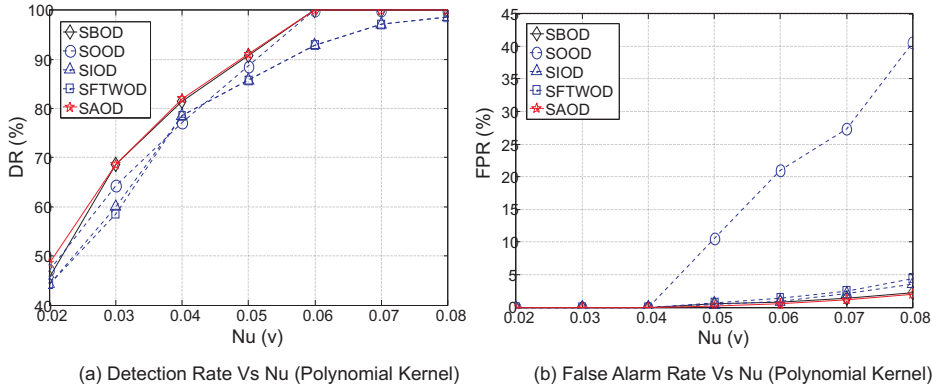 100
90
80
70
60
50
40
DR (%)
SBOD
SOOD
SIOD
SFTWOD
SAOD
0.02 0.03 0.04 0.05 0.06 0.07 0.08
Nu (v)
(a) Detection Rate Vs Nu (Polynomial Kernel)
45
40
35
30
25
20
15
10
5
0
FPR (%)
SBOD
SOOD
SIOD
SFTWOD
SAOD
0.02 0.03 0.04 0.05 0.06 0.07 0.08
Nu (v)
(b) False Alarm Rate Vs Nu (Polynomial Kernel)